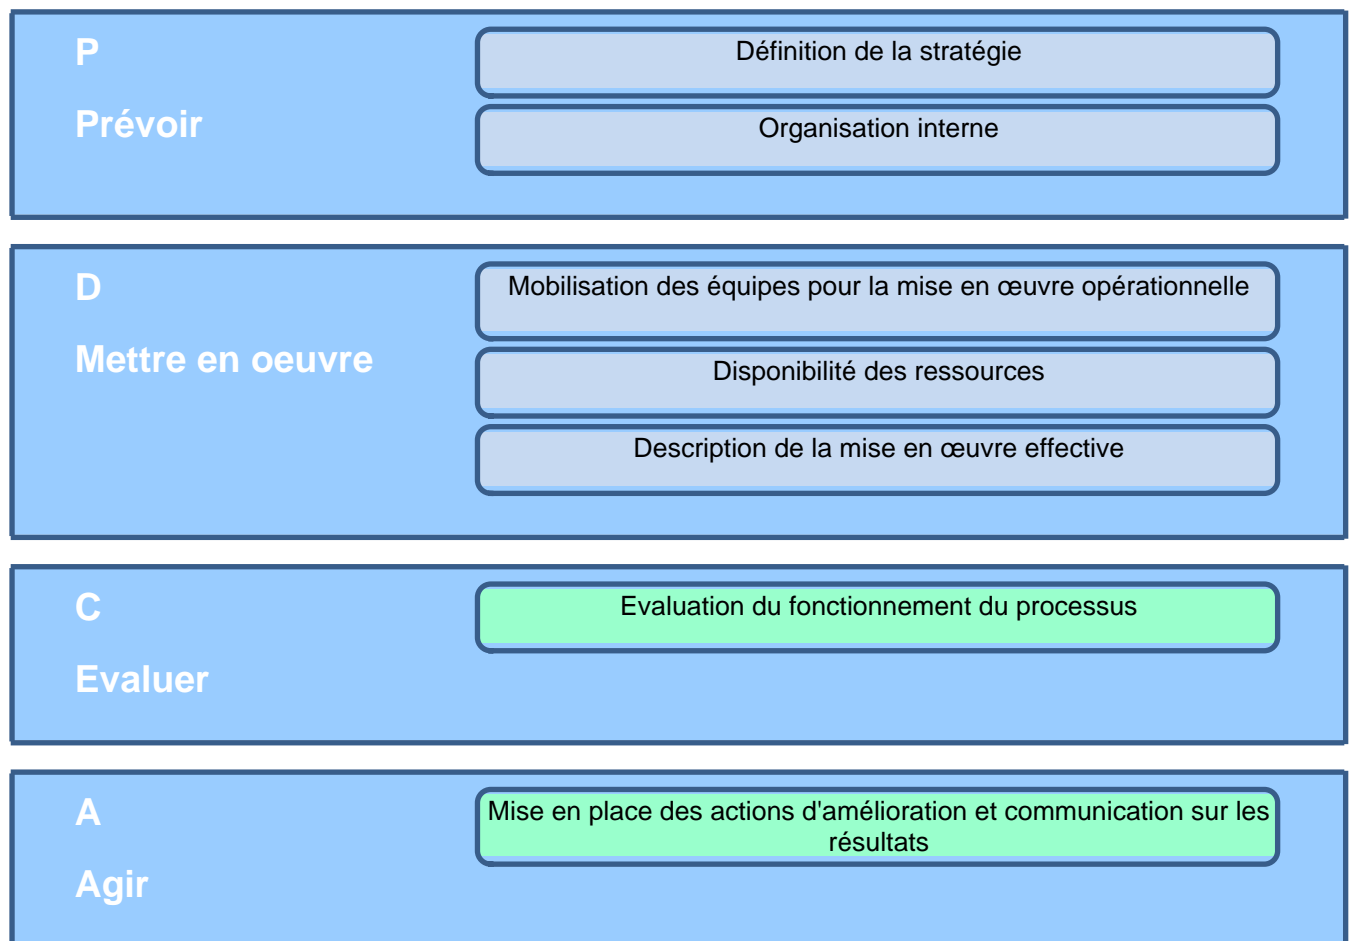 P
Prévoir
Définition de la stratégie
Organisation interne
D
Mettre en oeuvre
Mobilisation des équipes pour la mise en œuvre opérationnelle
Disponibilité des ressources
Description de la mise en œuvre effective
C
Evaluer
Evaluation du fonctionnement du processus
A
Agir
Mise en place des actions d'amélioration et communication sur les
résultats